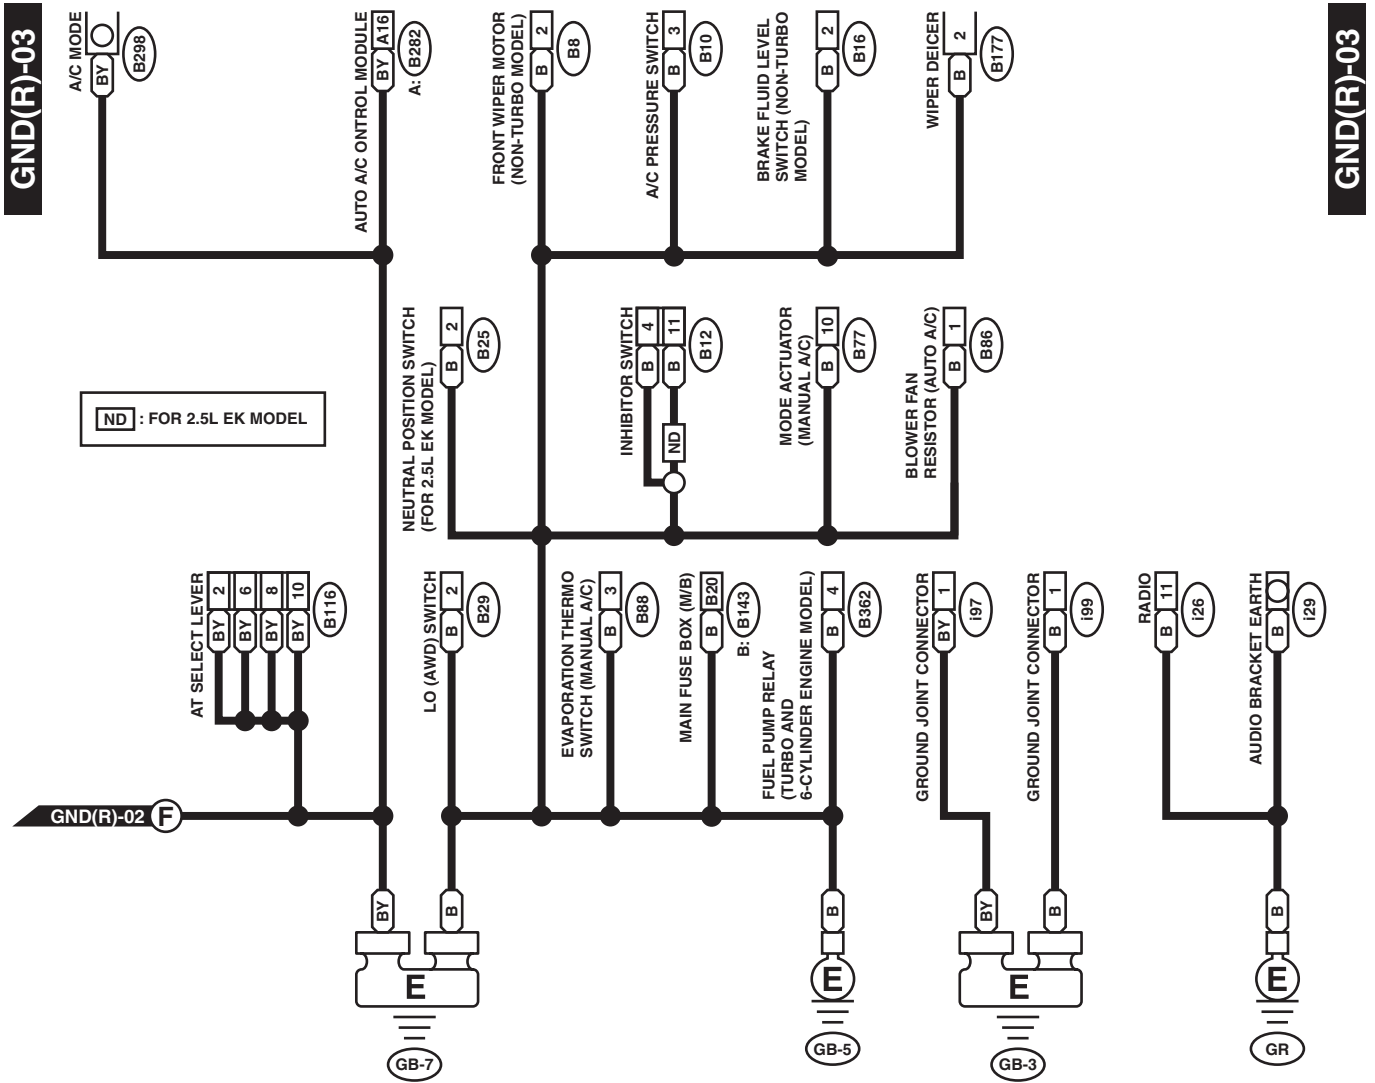 GND(R)-03
GND(R)-03
A/C MODE
BY
B298
AUTO A/C ONTROL MODULE
A16
BY
A: B282
FRONT WIPER MOTOR
(NON-TURBO MODEL)
2
B
B8
A/C PRESSURE SWITCH
3
B
B10
BRAKE FLUID LEVEL
SWITCH (NON-TURBO
MODEL)
2
B
B16
WIPER DEICER
2
B
B177
ND : FOR 2.5L EK MODEL
NEUTRAL POSITION SWITCH
(FOR 2.5L EK MODEL)
2
B
B25
INHIBITOR SWITCH
4
11
B
B
B12
ND
MODE ACTUATOR
(MANUAL A/C)
10
B
B77
BLOWER FAN
RESISTOR (AUTO A/C)
1
B
B86
AT SELECT LEVER
2
6
8
10
BY
BY
BY
BY
B116
LO (AWD) SWITCH
2
B
B29
EVAPORATION THERMO
SWITCH (MANUAL A/C)
3
B
B88
MAIN FUSE BOX (M/B)
B20
B
B: B143
FUEL PUMP RELAY
(TURBO AND
6-CYLINDER ENGINE MODEL)
4
B
B362
GROUND JOINT CONNECTOR
1
BY
i97
GROUND JOINT CONNECTOR
1
B
i99
RADIO
11
B
i26
AUDIO BRACKET EARTH
B
i29
GND(R)-02 F
BY
B
E
GB-7
B
E
GB-5
BY
B
E
GB-3
B
E
GR